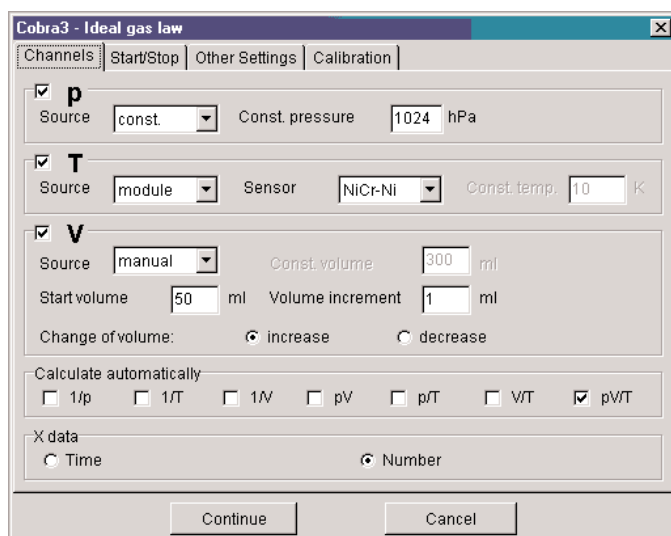 Cobra3 - Ideal gas law
Channels Start/Stop Other Settings Calibration
p
Source const. Const. pressure 1024 hPa
T
Source module Sensor NiCr-Ni Const. temp. 10 K
V
Source manual Const. volume 300 ml
Start volume 50 ml Volume increment 1 ml
Change of volume: increase decrease
Calculate automatically
1/p 1/T 1/V pV p/T V/T pV/T
X data
Time Number
Continue Cancel